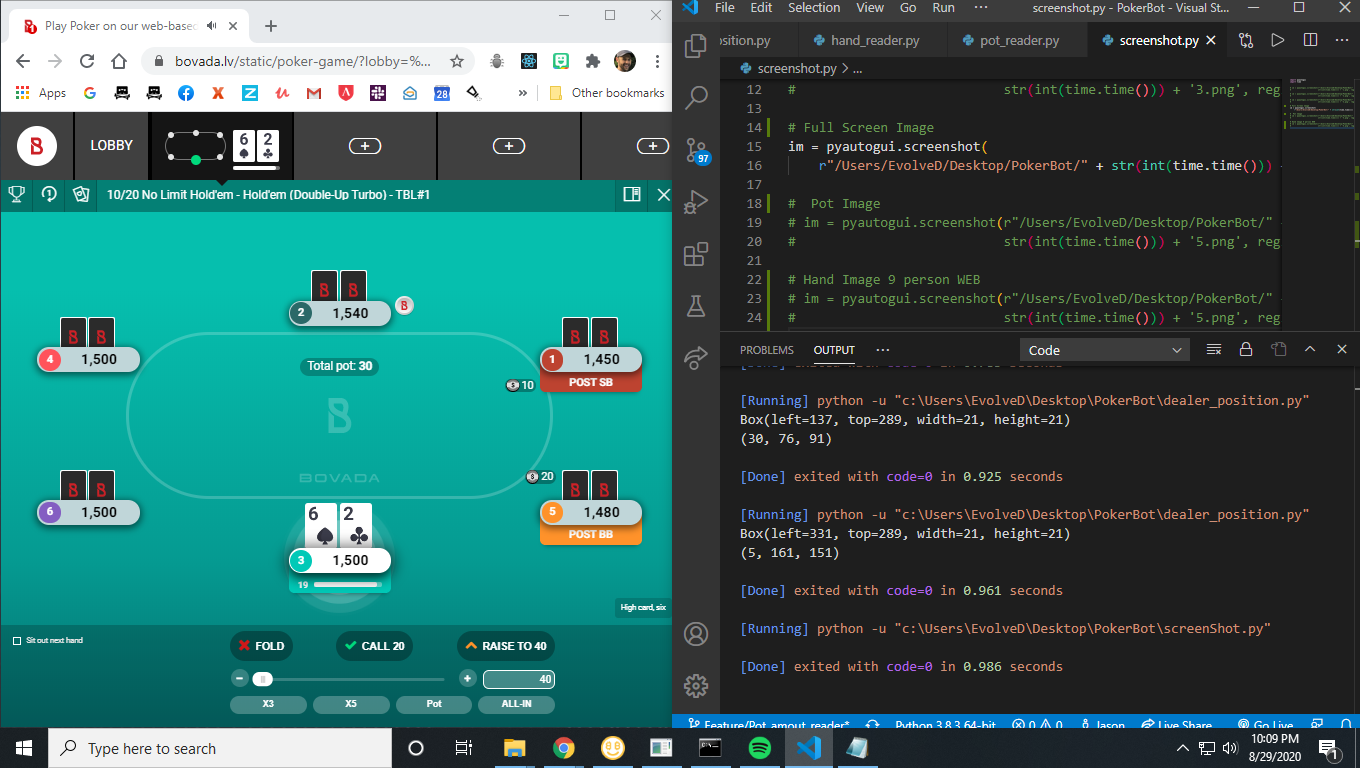 Play Poker on our web-base
bovada.lv/static/poker-game/?lobby=%...
Apps
28
»
Other bookmarks
B
LOBBY
6 2
10/20 No Limit Hold'em - Hold'em (Double-Up Turbo) - TBL#1
2 1,540
B
4 1,500
1 1,450
POST SB
Total pot: 30
10
BOVADA
20
6 1,500
5 1,480
POST BB
6 2
3 1,500
19
High card, six
Sit out next hand
FOLD
CALL 20
RAISE TO 40
40
X3
X5
Pot
ALL-IN
File Edit Selection View Go Run ··· screenshot.py - PokerBot - Visual St...
osition.py hand_reader.py pot_reader.py screenshot.py
screenshot.py > ...
12 # str(int(time.time())) + '3.png', reg
13
14 # Full Screen Image
15 im = pyautogui.screenshot(
16 r"/Users/EvolveD/Desktop/PokerBot/" + str(int(time.time()))
17
18 # Pot Image
19 # im = pyautogui.screenshot(r"/Users/EvolveD/Desktop/PokerBot/"
20 # str(int(time.time())) + '5.png', reg
21
22 # Hand Image 9 person WEB
23 # im = pyautogui.screenshot(r"/Users/EvolveD/Desktop/PokerBot/"
24 # str(int(time.time())) + '5.png', reg
97
PROBLEMS OUTPUT ··· Code
[Running] python -u "c:\Users\EvolveD\Desktop\PokerBot\dealer_position.py"
Box(left=137, top=289, width=21, height=21)
(30, 76, 91)
[Done] exited with code=0 in 0.925 seconds
[Running] python -u "c:\Users\EvolveD\Desktop\PokerBot\dealer_position.py"
Box(left=331, top=289, width=21, height=21)
(5, 161, 151)
[Done] exited with code=0 in 0.961 seconds
[Running] python -u "c:\Users\EvolveD\Desktop\PokerBot\screenShot.py"
[Done] exited with code=0 in 0.986 seconds
Feature/Pot_amout_reader* Python 3.8.3 64-bit 0 0 Jason Live Share Go Live
Type here to search
10:09 PM
8/29/2020
1